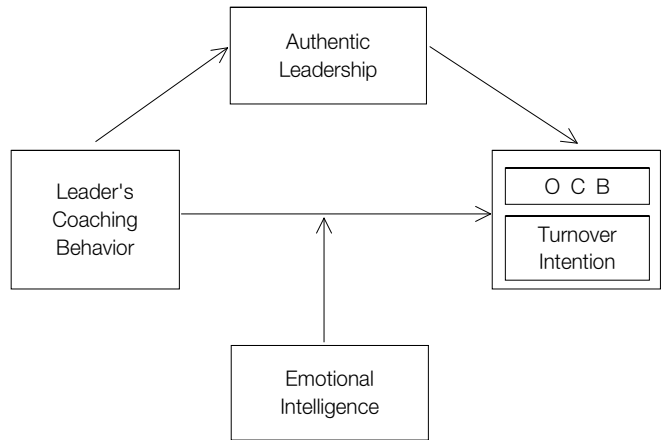 Authentic
Leadership
Leader's
Coaching
Behavior
O C B
Turnover
Intention
Emotional
Intelligence